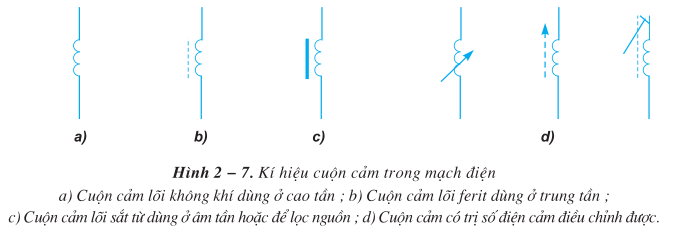 a) b) c) d)
Hình 2 – 7. Kí hiệu cuộn cảm trong mạch điện
a) Cuộn cảm lõi không khí dùng ở cao tần ; b) Cuộn cảm lõi ferit dùng ở trung tần ;
c) Cuộn cảm lõi sắt từ dùng ở âm tần hoặc để lọc nguồn ; d) Cuộn cảm có trị số điện cảm điều chỉnh được.